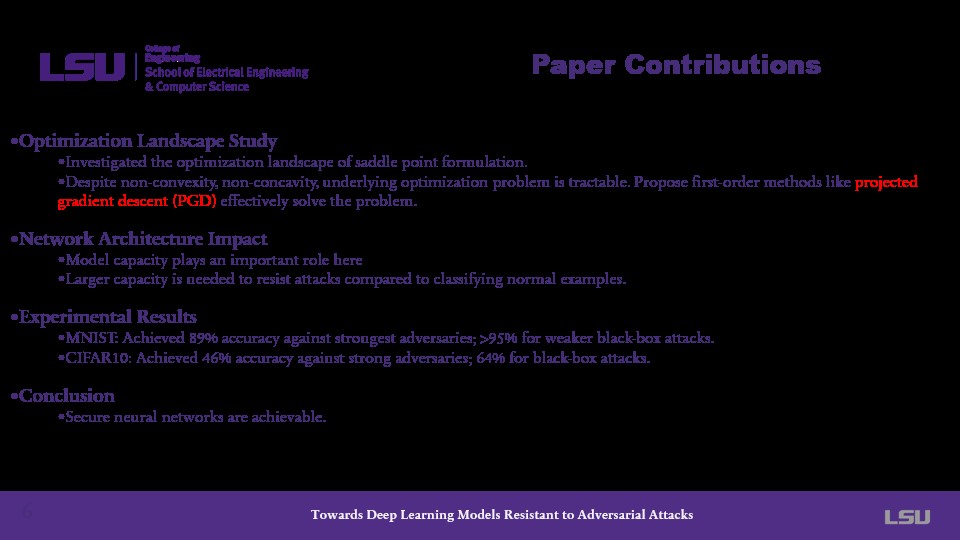 LSU
College of
Engineering
School of Electrical Engineering
& Computer Science
Paper Contributions
•Optimization Landscape Study
•Investigated the optimization landscape of saddle point formulation.
•Despite non-convexity, non-concavity, underlying optimization problem is tractable. Propose first-order methods like projected
gradient descent (PGD) effectively solve the problem.
•Network Architecture Impact
•Model capacity plays an important role here
•Larger capacity is needed to resist attacks compared to classifying normal examples.
•Experimental Results
•MNIST: Achieved 89% accuracy against strongest adversaries; >95% for weaker black-box attacks.
•CIFAR10: Achieved 46% accuracy against strong adversaries; 64% for black-box attacks.
•Conclusion
•Secure neural networks are achievable.
6
Towards Deep Learning Models Resistant to Adversarial Attacks
LSU